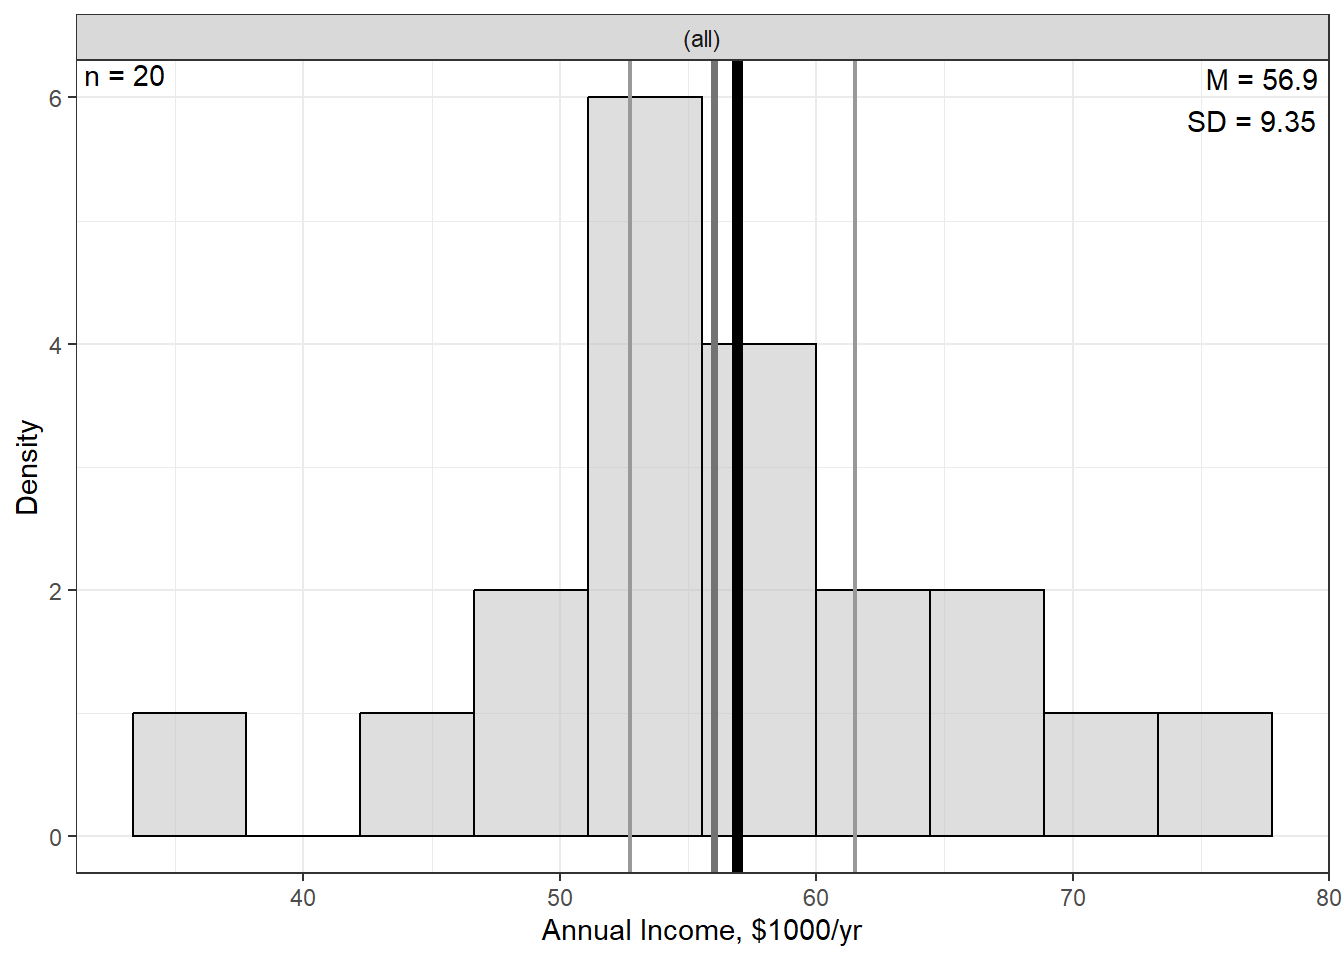 (all)
n = 20
M = 56.9
SD = 9.35
6
4
2
0
Density
40
50
60
70
80
Annual Income, $1000/yr